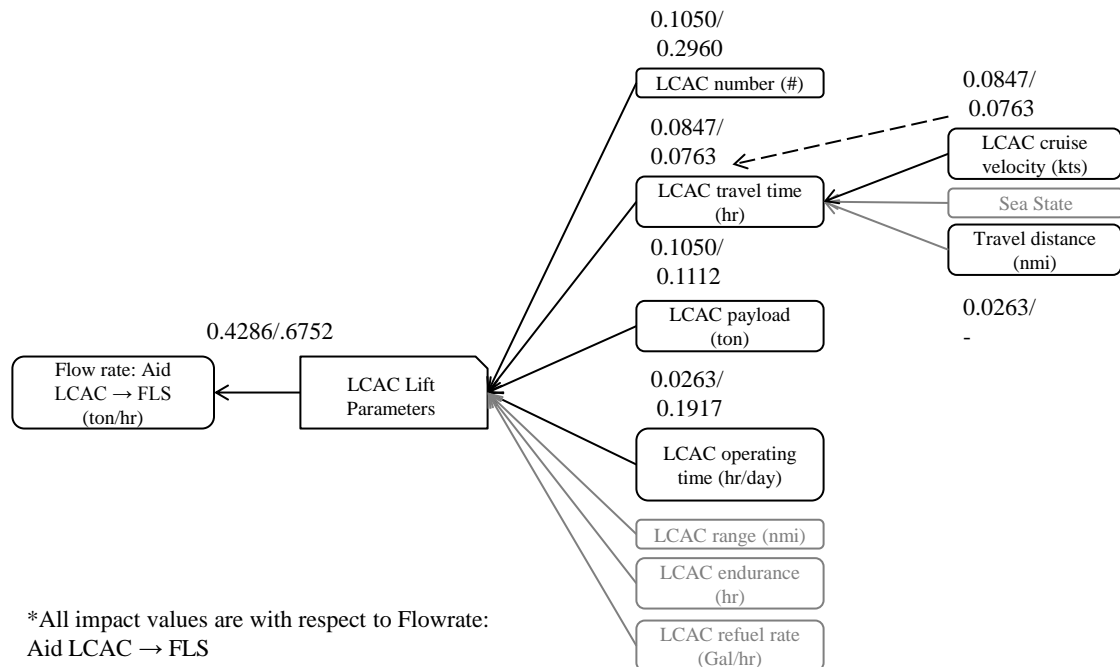 0.1050/
0.2960
LCAC number (#)
0.0847/
0.0763
LCAC travel time
(hr)
0.0847/
0.0763
LCAC cruise
velocity (kts)
Sea State
Travel distance
(nmi)
0.0263/
-
0.1050/
0.1112
LCAC payload
(ton)
0.4286/.6752
Flow rate: Aid
LCAC → FLS
(ton/hr)
LCAC Lift
Parameters
0.0263/
0.1917
LCAC operating
time (hr/day)
LCAC range (nmi)
LCAC endurance
(hr)
LCAC refuel rate
(Gal/hr)
*All impact values are with respect to Flowrate:
Aid LCAC → FLS